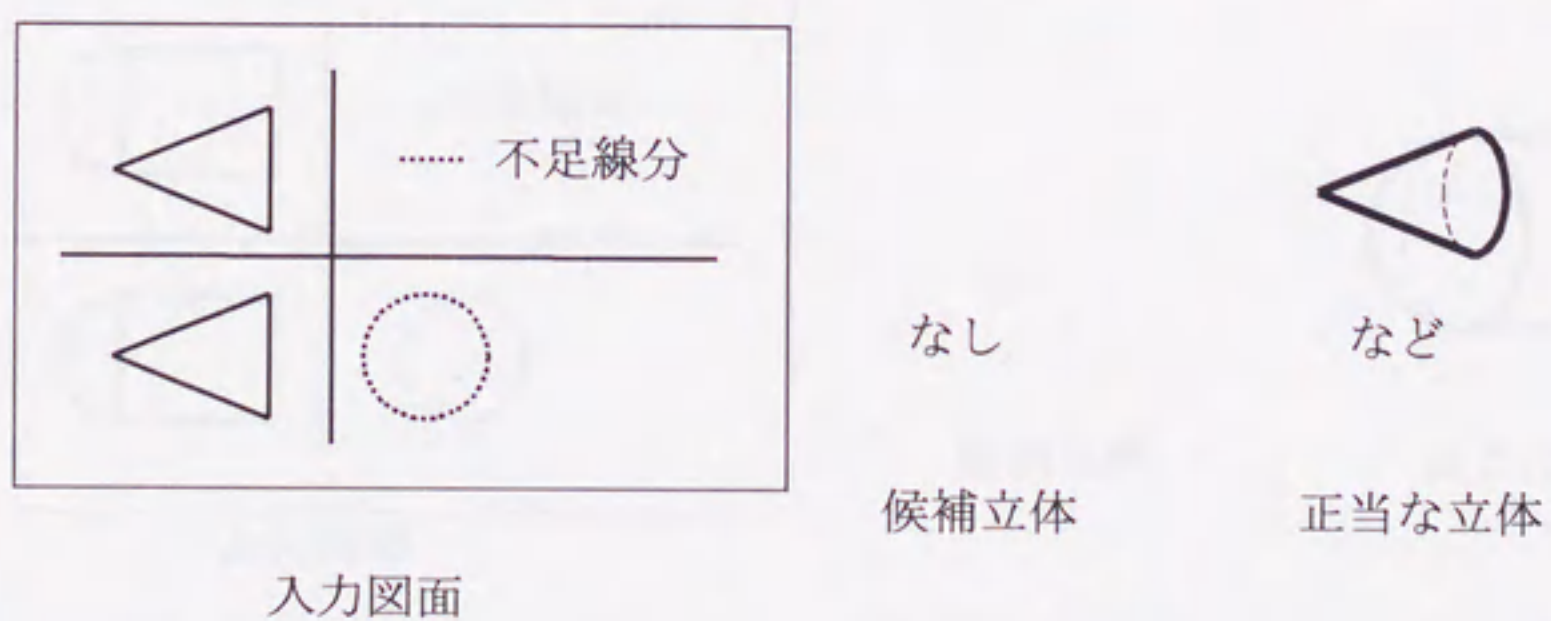 不足線分
なし
など
候補立体
正当な立体
入力図面